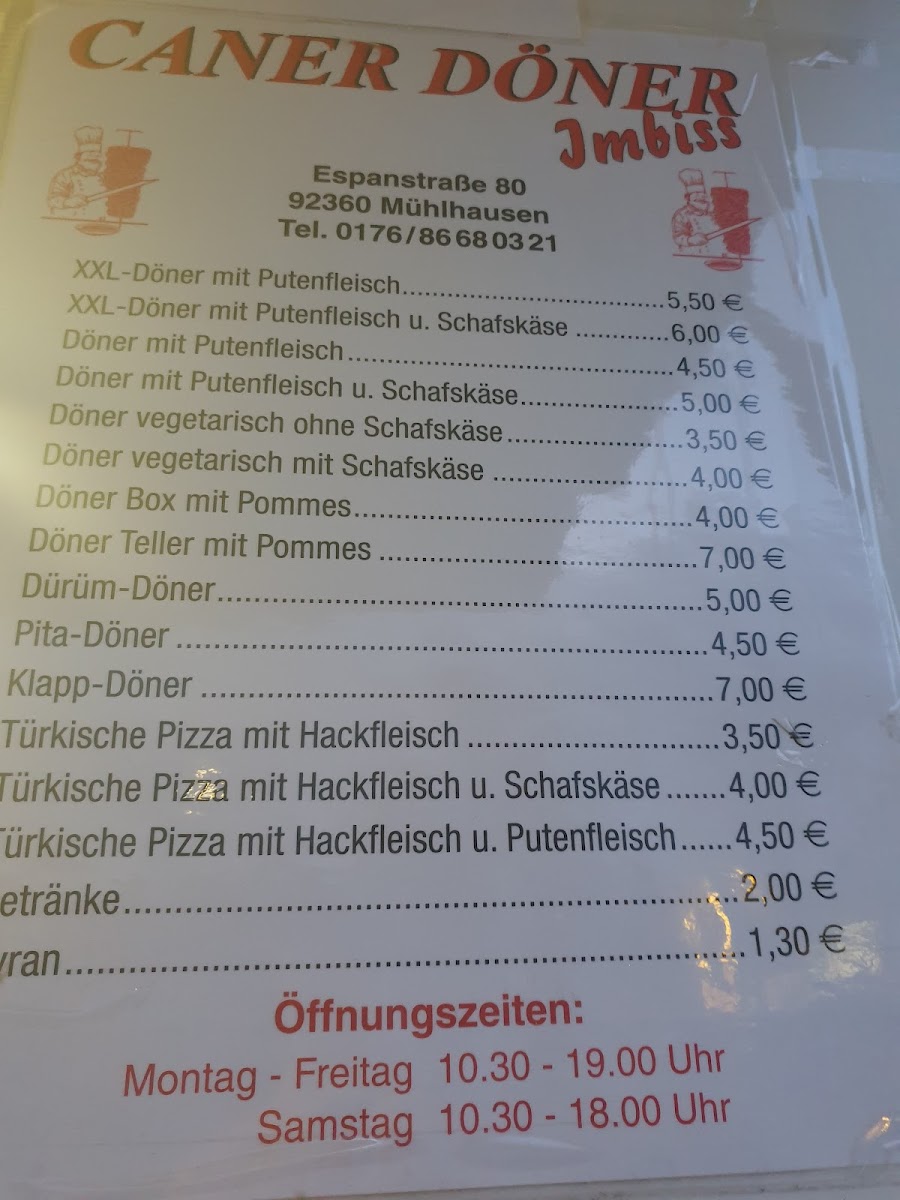 CANER DÖNER
Imbiss
Espanstraße 80
92360 Mühlhausen
Tel. 0176/86680321
XXL-Döner mit Putenfleisch....................................5,50 €
XXL-Döner mit Putenfleisch u. Schafskäse ............6,00 €
Döner mit Putenfleisch............................................4,50 €
Döner mit Putenfleisch u. Schafskäse.....................5,00 €
Döner vegetarisch ohne Schafskäse.......................3,50 €
Döner vegetarisch mit Schafskäse .........................4,00 €
Döner Box mit Pommes...........................................4,00 €
Döner Teller mit Pommes ........................................7,00 €
Dürüm-Döner...........................................................5,00 €
Pita-Döner ...............................................................4,50 €
Klapp-Döner ............................................................7,00 €
Türkische Pizza mit Hackfleisch .............................3,50 €
Türkische Pizza mit Hackfleisch u. Schafskäse.......4,00 €
Türkische Pizza mit Hackfleisch u. Putenfleisch......4,50 €
etränke.....................................................................2,00 €
yran..........................................................................1,30 €
Öffnungszeiten:
Montag - Freitag 10.30 - 19.00 Uhr
Samstag 10.30 - 18.00 Uhr